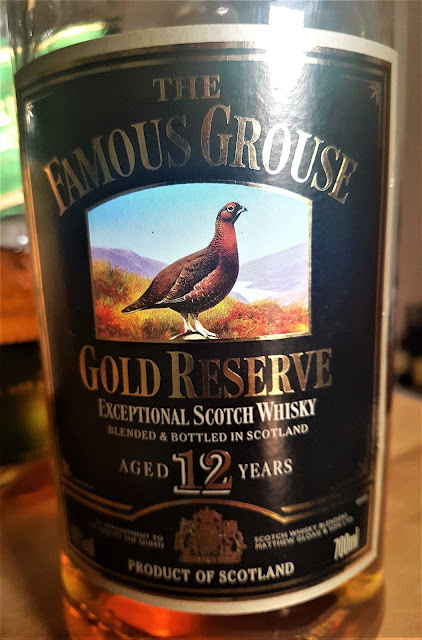 THE
FAMOUS GROUSE
GOLD RESERVE
EXCEPTIONAL SCOTCH WHISKY
BLENDED & BOTTLED IN SCOTLAND
AGED 12 YEARS
APPOINTMENT TO
THE QUEEN
SCOTCH WHISKY BLENDERS
MATTHEW GLOAG & SON LTD.
700ml
PRODUCT OF SCOTLAND